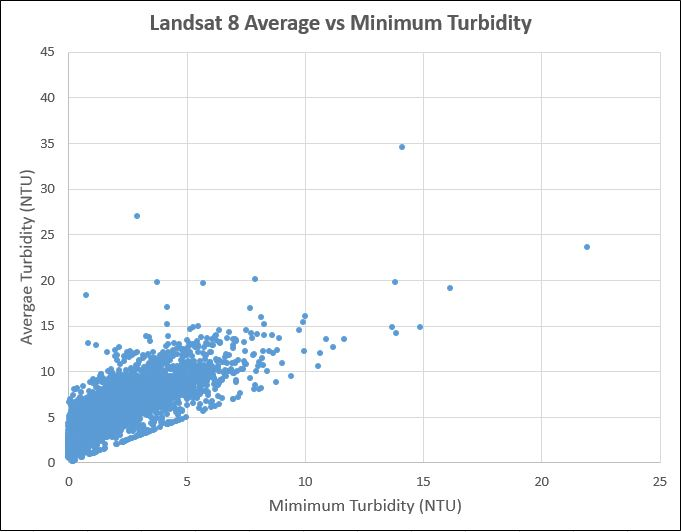 Landsat 8 Average vs Minimum Turbidity
45
40
35
30
25
20
15
10
5
0
Avergae Turbidity (NTU)
0 5 10 15 20 25
Mimimum Turbidity (NTU)